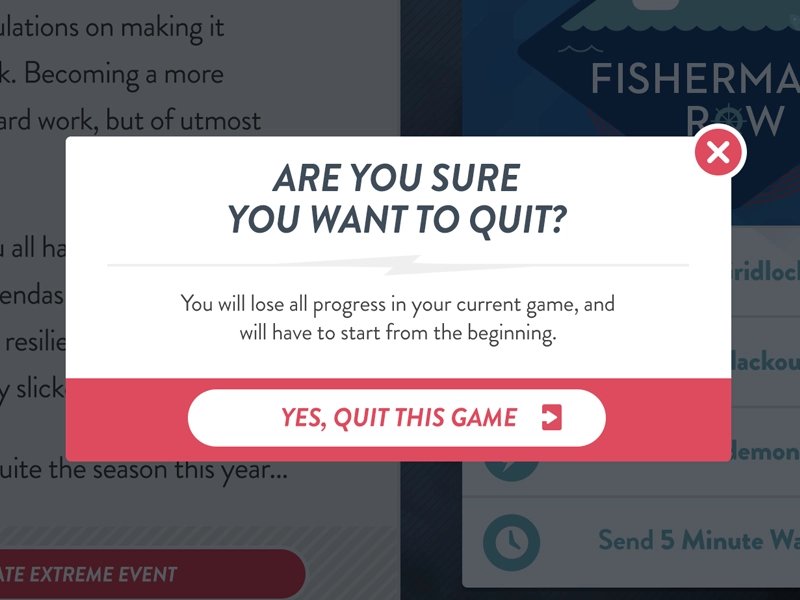 ulations on making it
k. Becoming a more
ard work, but of utmost
FISHERMA
ROW
ARE YOU SURE
YOU WANT TO QUIT?
You will lose all progress in your current game, and
will have to start from the beginning.
YES, QUIT THIS GAME
u all ha
endas
resilie
y slick
uite the season this year...
ATE EXTREME EVENT
ridlock
lackou
demon
Send 5 Minute Wa